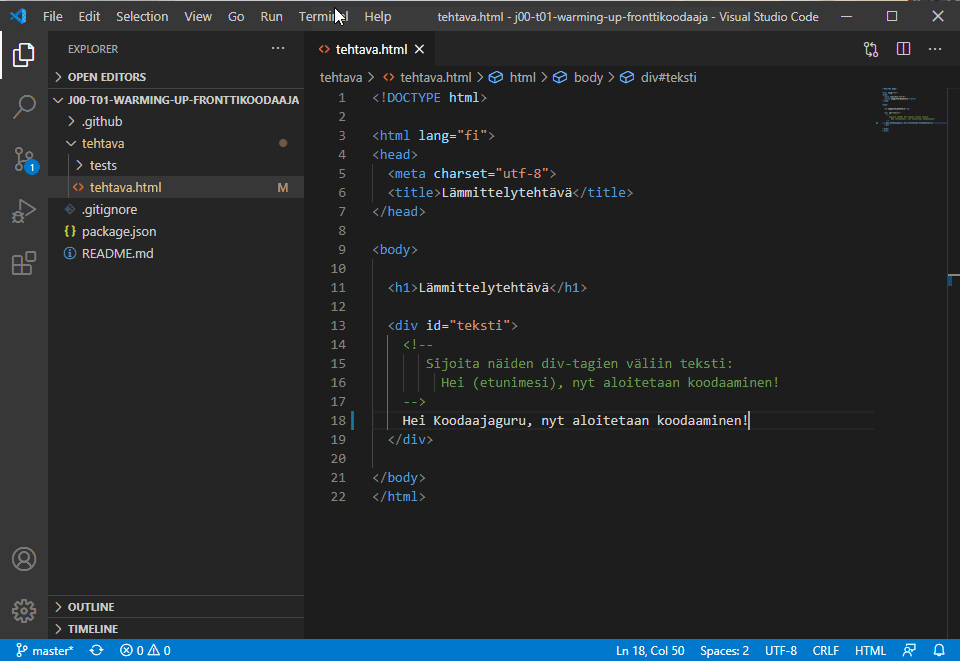 File Edit Selection View Go Run Terminal Help tehtava.html - j00-t01-warming-up-fronttikoodaaja - Visual Studio Code
EXPLORER
OPEN EDITORS
J00-T01-WARMING-UP-FRONTTIKOODAAJA
.github
tehtava
tests
<> tehtava.html M
.gitignore
{} package.json
README.md
OUTLINE
TIMELINE
1
<> tehtava.html
tehtava > <> tehtava.html > html > body > div#teksti
1 <!DOCTYPE html>
2
3 <html lang="fi">
4 <head>
5 <meta charset="utf-8">
6 <title>Lämmittelytehtävä</title>
7 </head>
8
9 <body>
10
11 <h1>Lämmittelytehtävä</h1>
12
13 <div id="teksti">
14 <!--
15 Sijoita näiden div-tagien väliin teksti:
16 Hei (etunimesi), nyt aloitetaan koodaaminen!
17 -->
18 Hei Koodaajaguru, nyt aloitetaan koodaaminen!
19 </div>
20
21 </body>
22 </html>
master* 0 0 Ln 18, Col 50 Spaces: 2 UTF-8 CRLF HTML